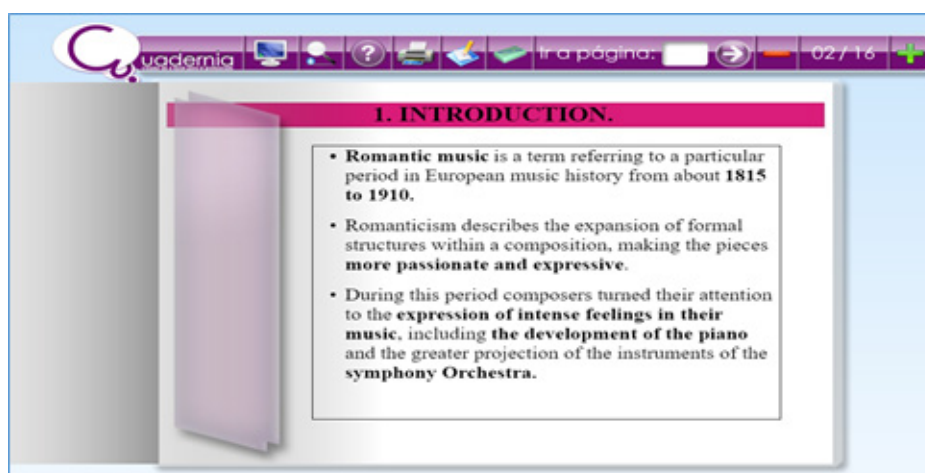 Cuadernia ? Ir a página: 02/16
1. INTRODUCTION.
• Romantic music is a term referring to a particular
period in European music history from about 1815
to 1910.
• Romanticism describes the expansion of formal
structures within a composition, making the pieces
more passionate and expressive.
• During this period composers turned their attention
to the expression of intense feelings in their
music, including the development of the piano
and the greater projection of the instruments of the
symphony Orchestra.